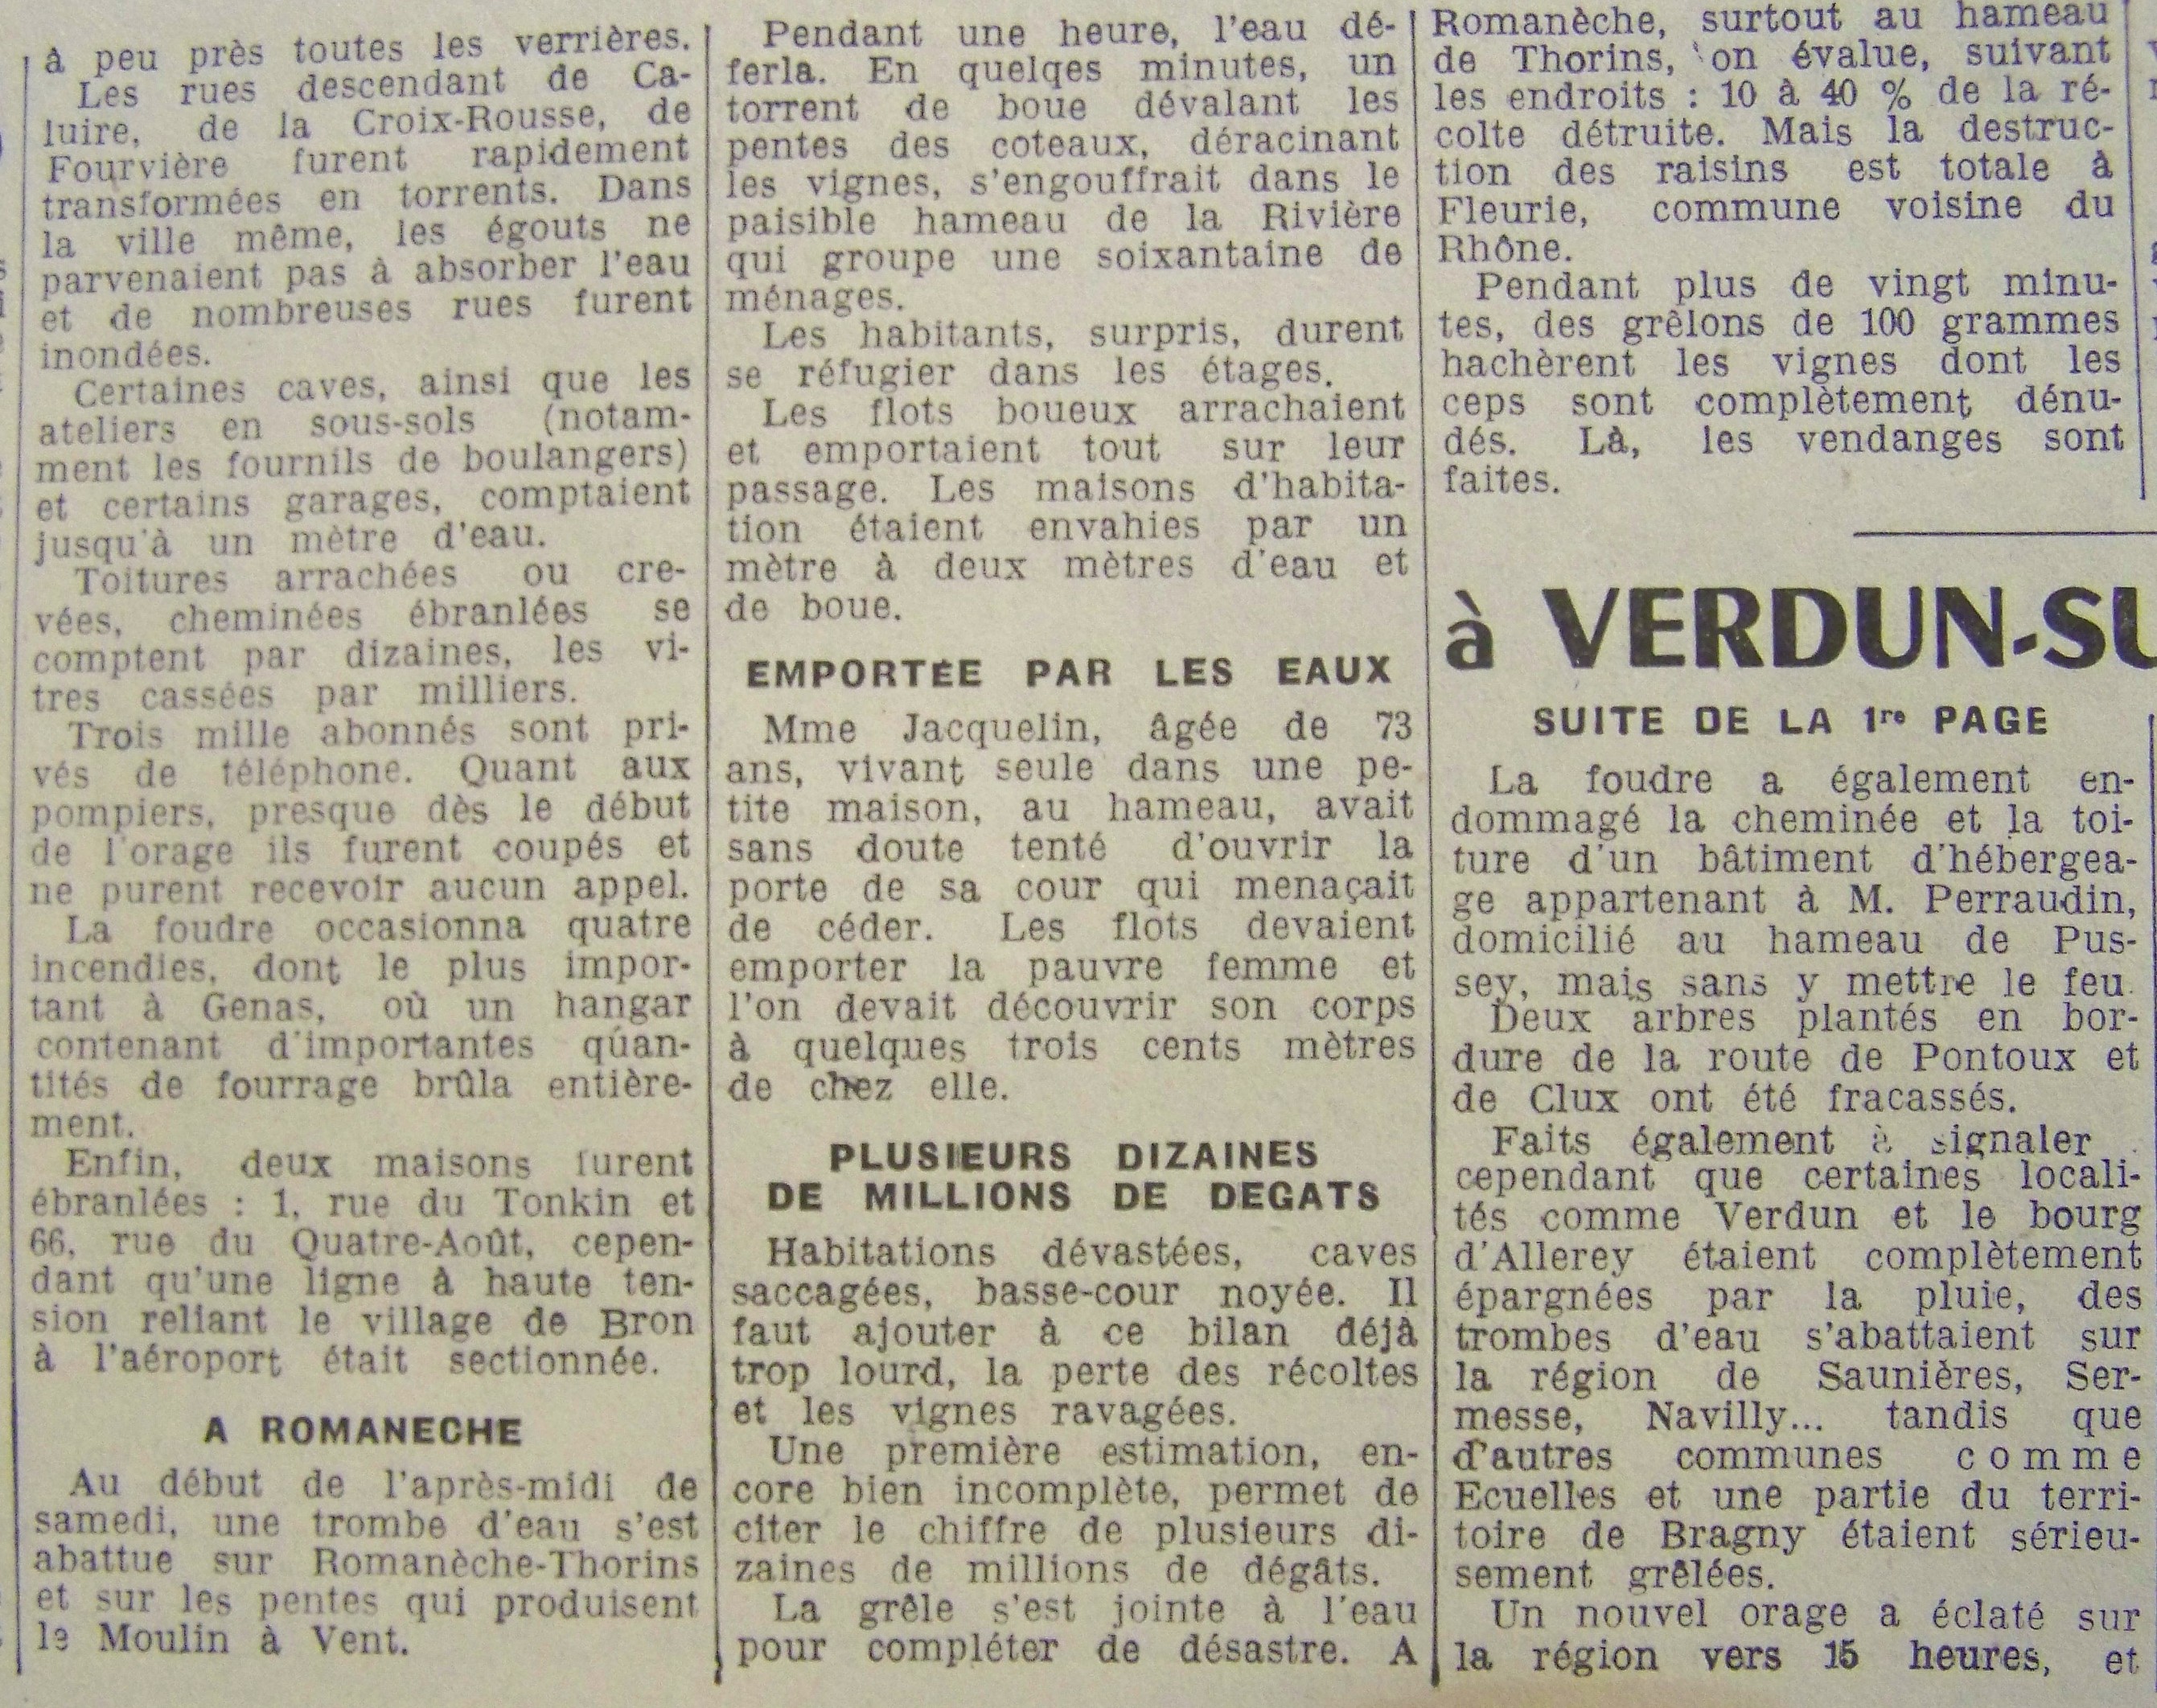 à peu près toutes les verrières.
Les rues descendant de Ca-
luire, de la Croix-Rousse, de
Fourvière furent rapidement
transformées en torrents. Dans
la ville même, les égouts ne
parvenaient pas à absorber l'eau
et de nombreuses rues furent
inondées.
Certaines caves, ainsi que les
ateliers en sous-sols (notam-
ment les fournils de boulangers)
et certains garages, comptaient
jusqu'à un mètre d'eau.
Toitures arrachées ou cre-
vées, cheminées ébranlées se
comptent par dizaines, les vi-
tres cassées par milliers.
Trois mille abonnés sont pri-
vés de téléphone. Quant aux
pompiers, presque dès le début
de l'orage ils furent coupés et
ne purent recevoir aucun appel.
La foudre occasionna quatre
incendies, dont le plus impor-
tant à Genas, où un hangar
contenant d'importantes qúan-
tités de fourrage brûla entière-
ment.
Enfin, deux maisons furent
ébranlées : 1, rue du Tonkin et
66, rue du Quatre-Août, cepen-
dant qu'une ligne à haute ten-
sion reliant le village de Bron
à l'aéroport était sectionnée.
A ROMANECHE
Au début de l'après-midi de
samedi, une trombe d'eau s'est
abattue sur Romanèche-Thorins
et sur les pentes qui produisent
le Moulin à Vent.
Pendant une heure, l'eau dé-
ferla. En quelqes minutes, un
torrent de boue dévalant les
pentes des coteaux, déracinant
les vignes, s'engouffrait dans le
paisible hameau de la Rivière
qui groupe une soixantaine de
ménages.
Les habitants, surpris, durent
se réfugier dans les étages.
Les flots boueux arrachaient
et emportaient tout sur leur
passage. Les maisons d'habita-
tion étaient envahies par un
mètre à deux mètres d'eau et
de boue.
EMPORTÉE PAR LES EAUX
Mme Jacquelin, âgée de 73
ans, vivant seule dans une pe-
tite maison, au hameau, avait
sans doute tenté d'ouvrir la
porte de sa cour qui menaçait
de céder. Les flots devaient
emporter la pauvre femme et
l'on devait découvrir son corps
à quelques trois cents mètres
de chez elle.
PLUSIEURS DIZAINES
DE MILLIONS DE DEGATS
Habitations dévastées, caves
saccagées, basse-cour noyée. Il
faut ajouter à ce bilan déjà
trop lourd, la perte des récoltes
et les vignes ravagées.
Une première estimation, en-
core bien incomplète, permet de
citer le chiffre de plusieurs di-
zaines de millions de dégâts.
La grêle s'est jointe à l'eau
pour compléter de désastre. A
Romanèche, surtout au hameau
de Thorins, on évalue, suivant
les endroits : 10 à 40 % de la ré-
colte détruite. Mais la destruc-
tion des raisins est totale à
Fleurie, commune voisine du
Rhône.
Pendant plus de vingt minu-
tes, des grêlons de 100 grammes
hachèrent les vignes dont les
ceps sont complètement dénu-
dés. Là, les vendanges sont
faites.
à VERDUN-SU
SUITE DE LA 1re PAGE
La foudre a également en-
dommagé la cheminée et la toi-
ture d'un bâtiment d'hébergea-
ge appartenant à M. Perraudin,
domicilié au hameau de Pus-
sey, mais sans y mettre le feu.
Deux arbres plantés en bor-
dure de la route de Pontoux et
de Clux ont été fracassés.
Faits également à signaler
cependant que certaines locali-
tés comme Verdun et le bourg
d'Allerey étaient complètement
épargnées par la pluie, des
trombes d'eau s'abattaient sur
la région de Saunières, Ser-
messe, Navilly... tandis que
d'autres communes comme
Ecuelles et une partie du terri-
toire de Bragny étaient sérieu-
sement grêlées.
Un nouvel orage a éclaté sur
la région vers 15 heures, et